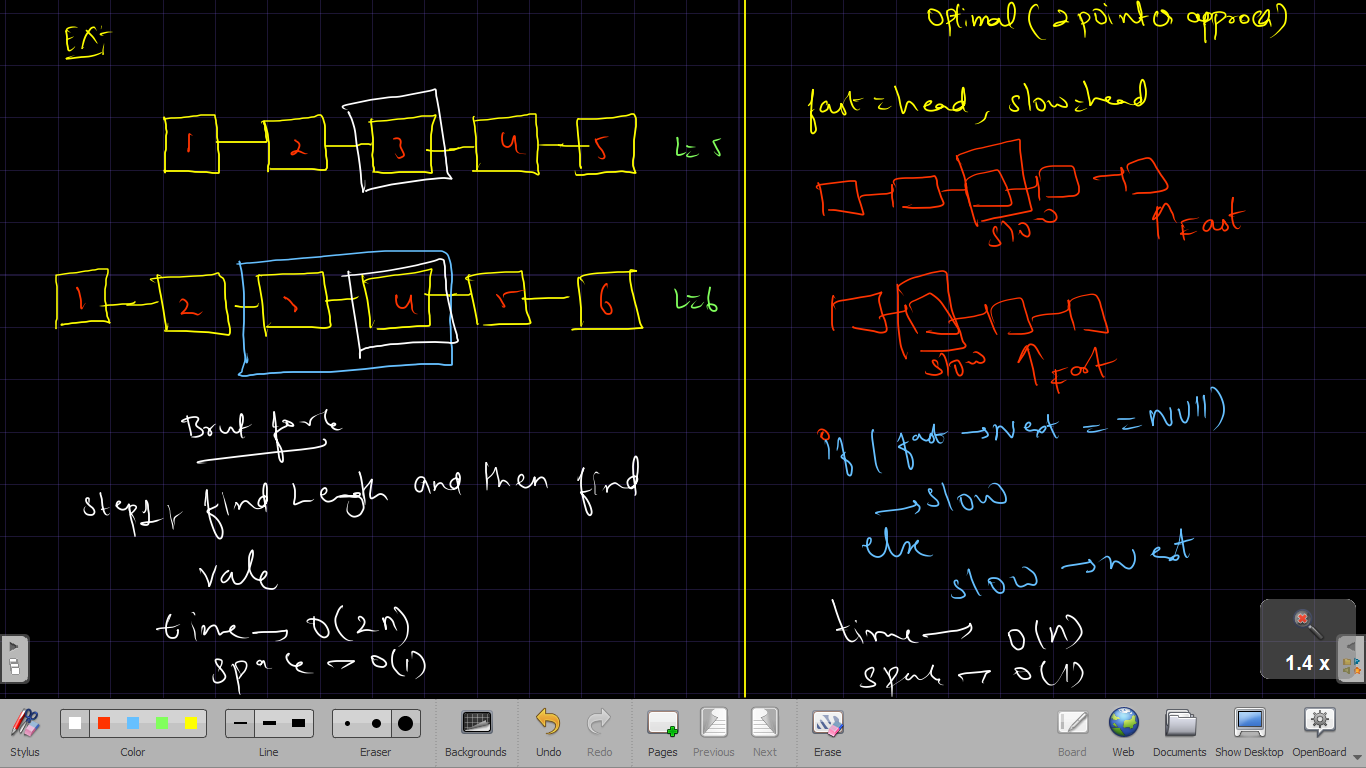 Ex:
1 2 3 4 5 L=5
1 2 3 4 5 6 L=6
Brut forte
step1, find Length and then find
vale
time → O(2n)
space → O(1)
Optimal (2 pointer approca)
fast=head, slow=head
slow
Fast
slow
Fast
if (fast → Next == NUll)
→ slow
else
slow → Next
time → O(n)
space → O(1)
1.4 x
Stylus Color Line Eraser Backgrounds Undo Redo Pages Previous Next Erase Board Web Documents Show Desktop OpenBoard